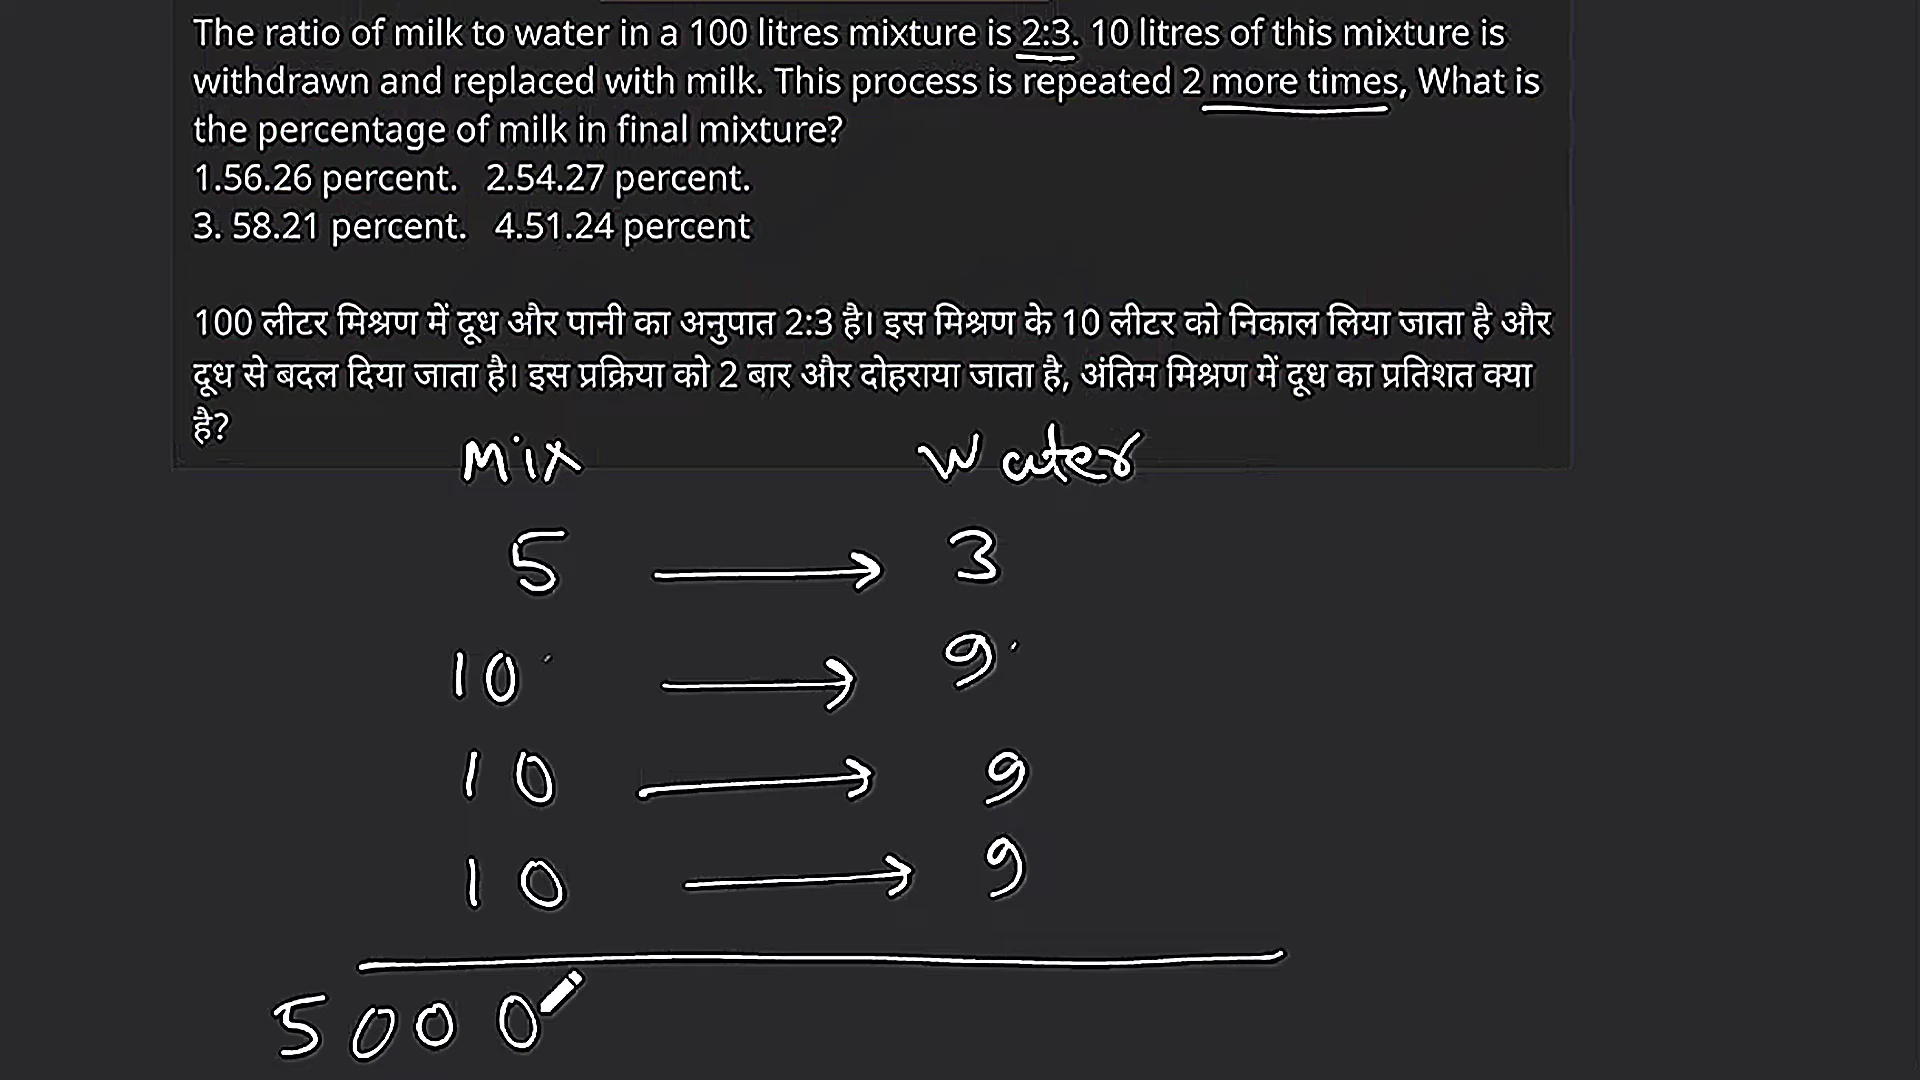 The ratio of milk to water in a 100 litres mixture is 2:3. 10 litres of this mixture is
withdrawn and replaced with milk. This process is repeated 2 more times, What is
the percentage of milk in final mixture?
1.56.26 percent. 2.54.27 percent.
3. 58.21 percent. 4.51.24 percent
100 लीटर मिश्रण में दूध और पानी का अनुपात 2:3 है। इस मिश्रण के 10 लीटर को निकाल लिया जाता है और
दूध से बदल दिया जाता है। इस प्रक्रिया को 2 बार और दोहराया जाता है, अंतिम मिश्रण में दूध का प्रतिशत क्या
है?
Mix Water
5 → 3
10 → 9
10 → 9
10 → 9
5000